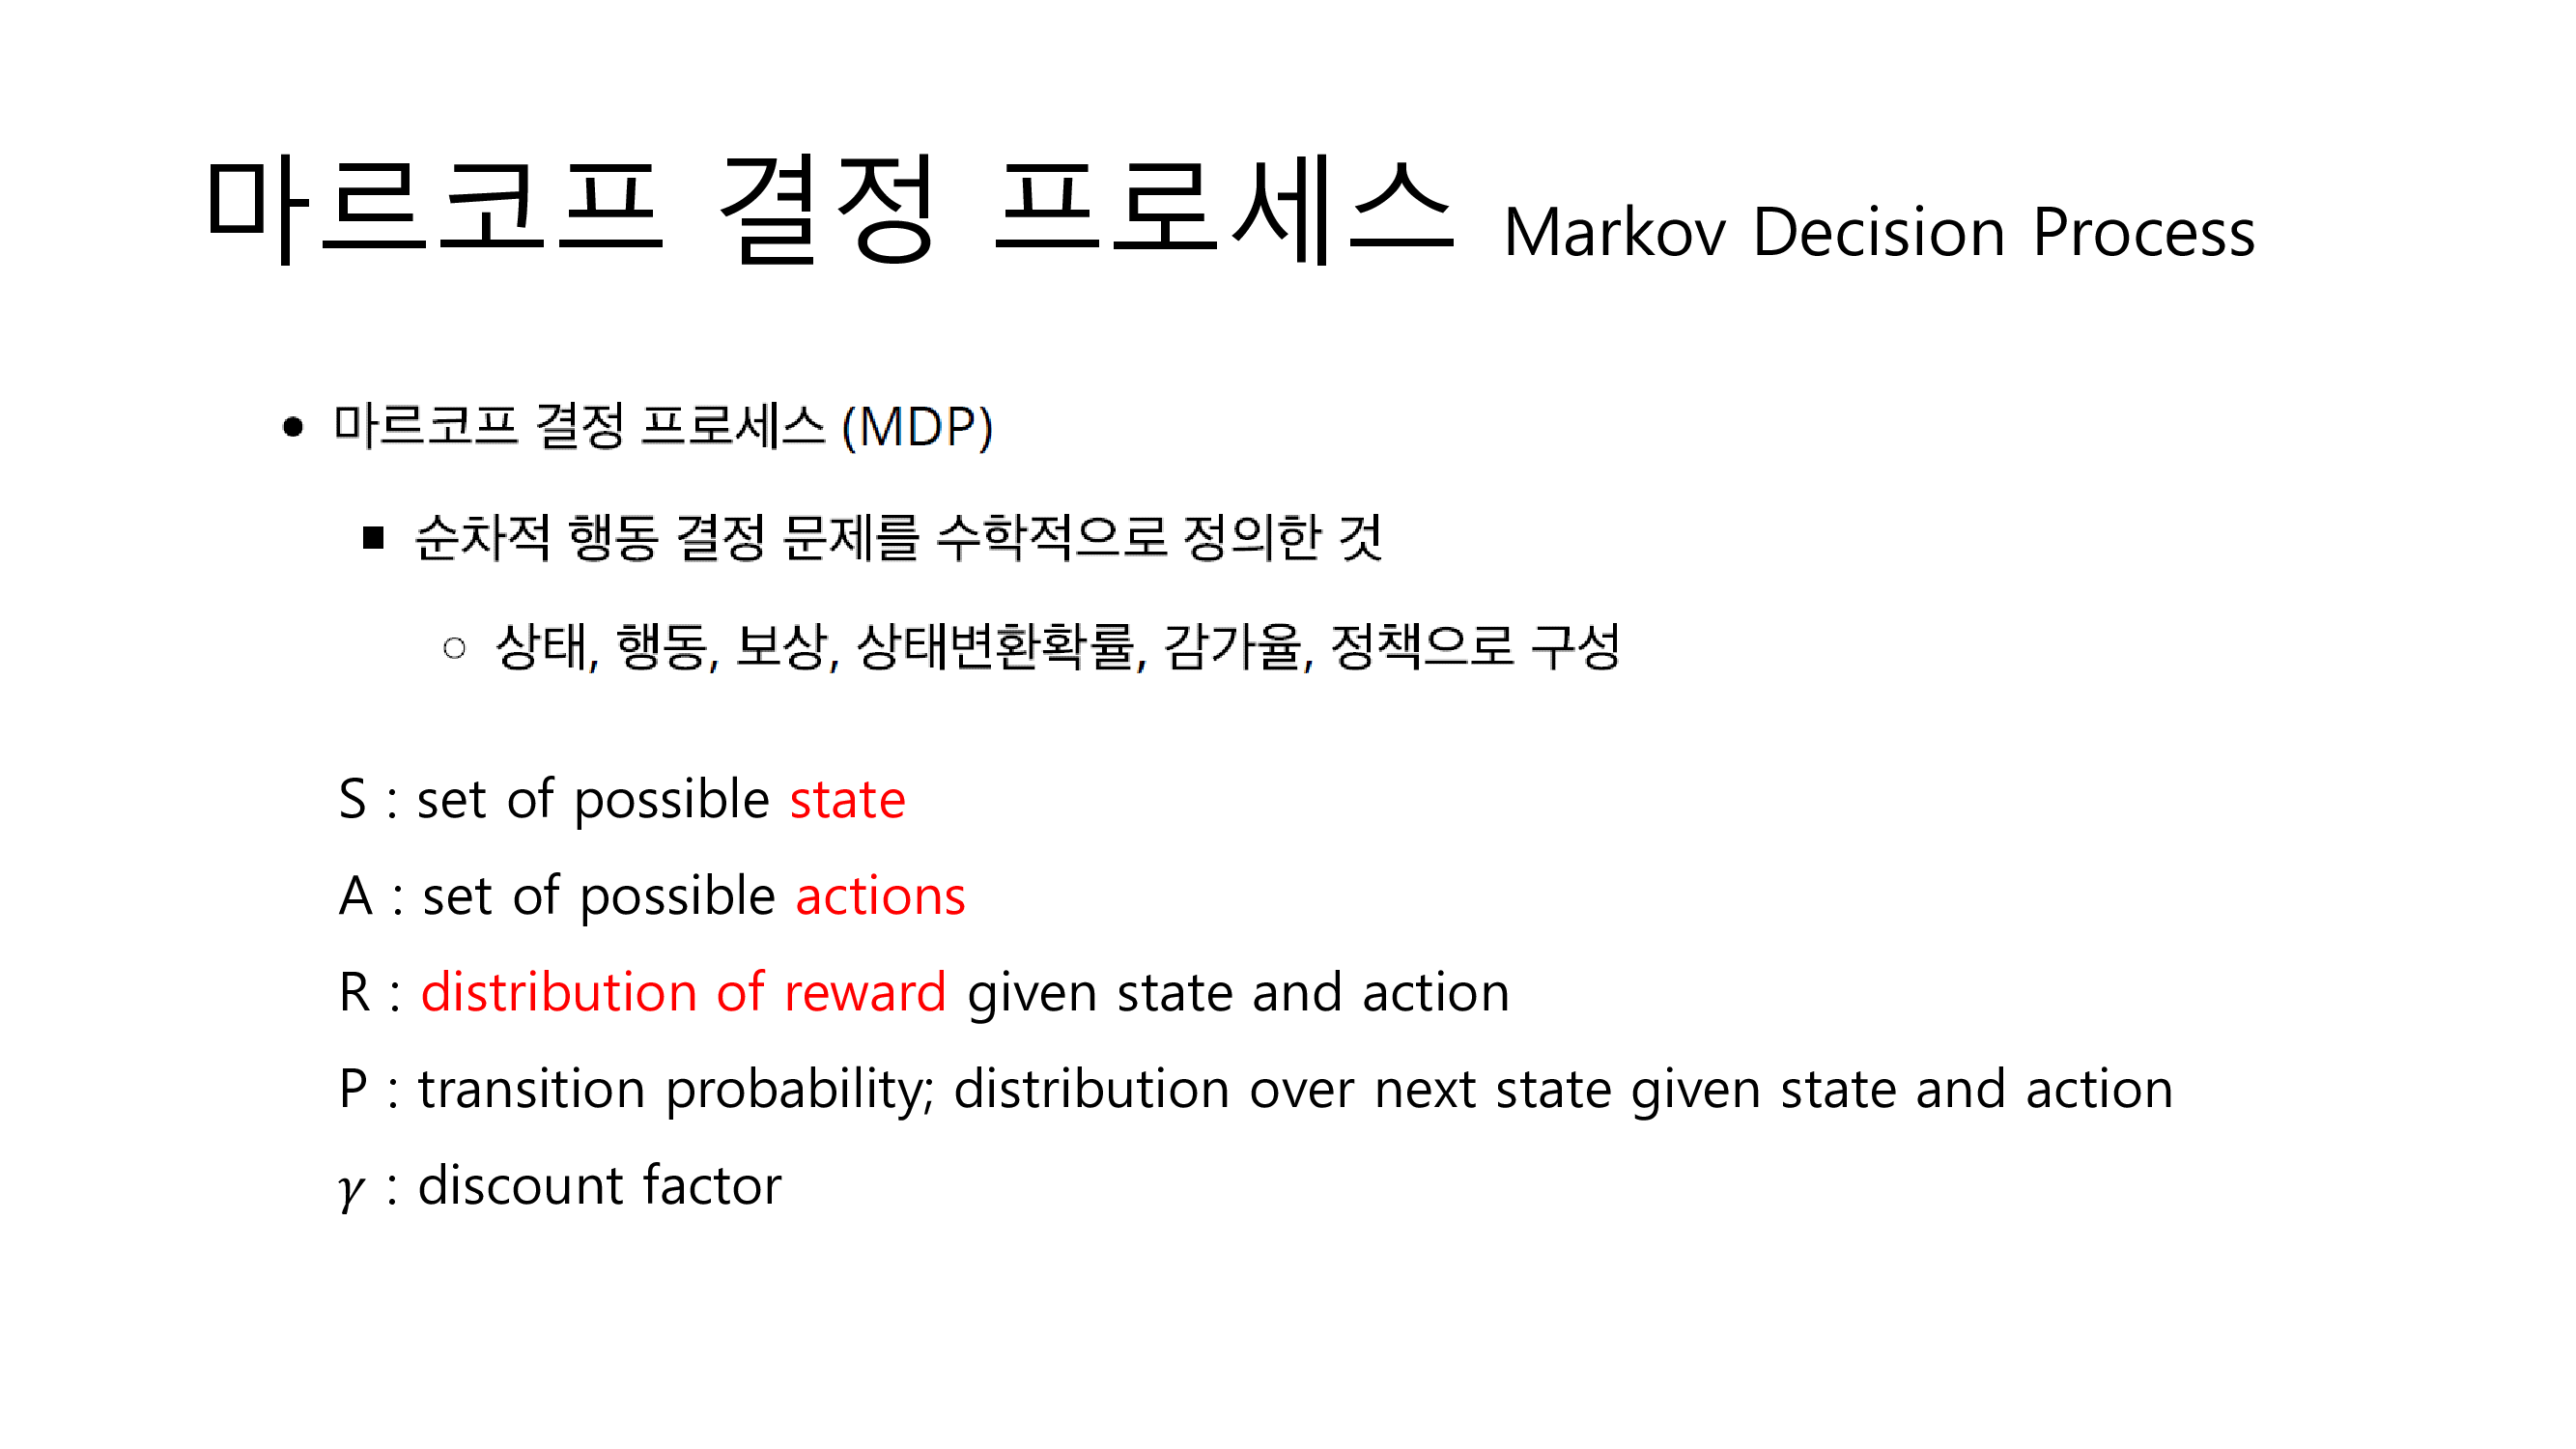 마르코프 결정 프로세스 Markov Decision Process
• 마르코프 결정 프로세스 (MDP)
▪ 순차적 행동 결정 문제를 수학적으로 정의한 것
○ 상태, 행동, 보상, 상태변환확률, 감가율, 정책으로 구성
S : set of possible state
A : set of possible actions
R : distribution of reward given state and action
P : transition probability; distribution over next state given state and action
γ : discount factor